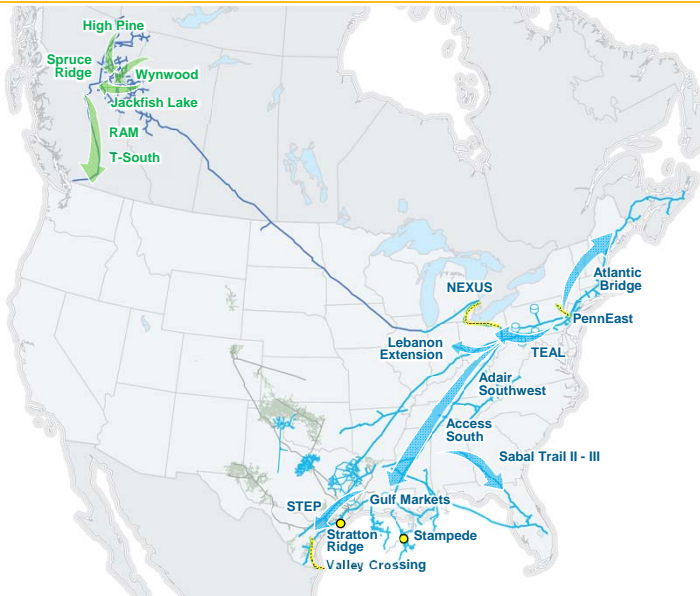 High Pine
Spruce
Ridge
Wynwood
Jackfish Lake
RAM
T-South
NEXUS
Atlantic
Bridge
PennEast
Lebanon
Extension
TEAL
Adair
Southwest
Access
South
Sabal Trail II - III
STEP
Gulf Markets
Stratton
Ridge
Stampede
Valley Crossing